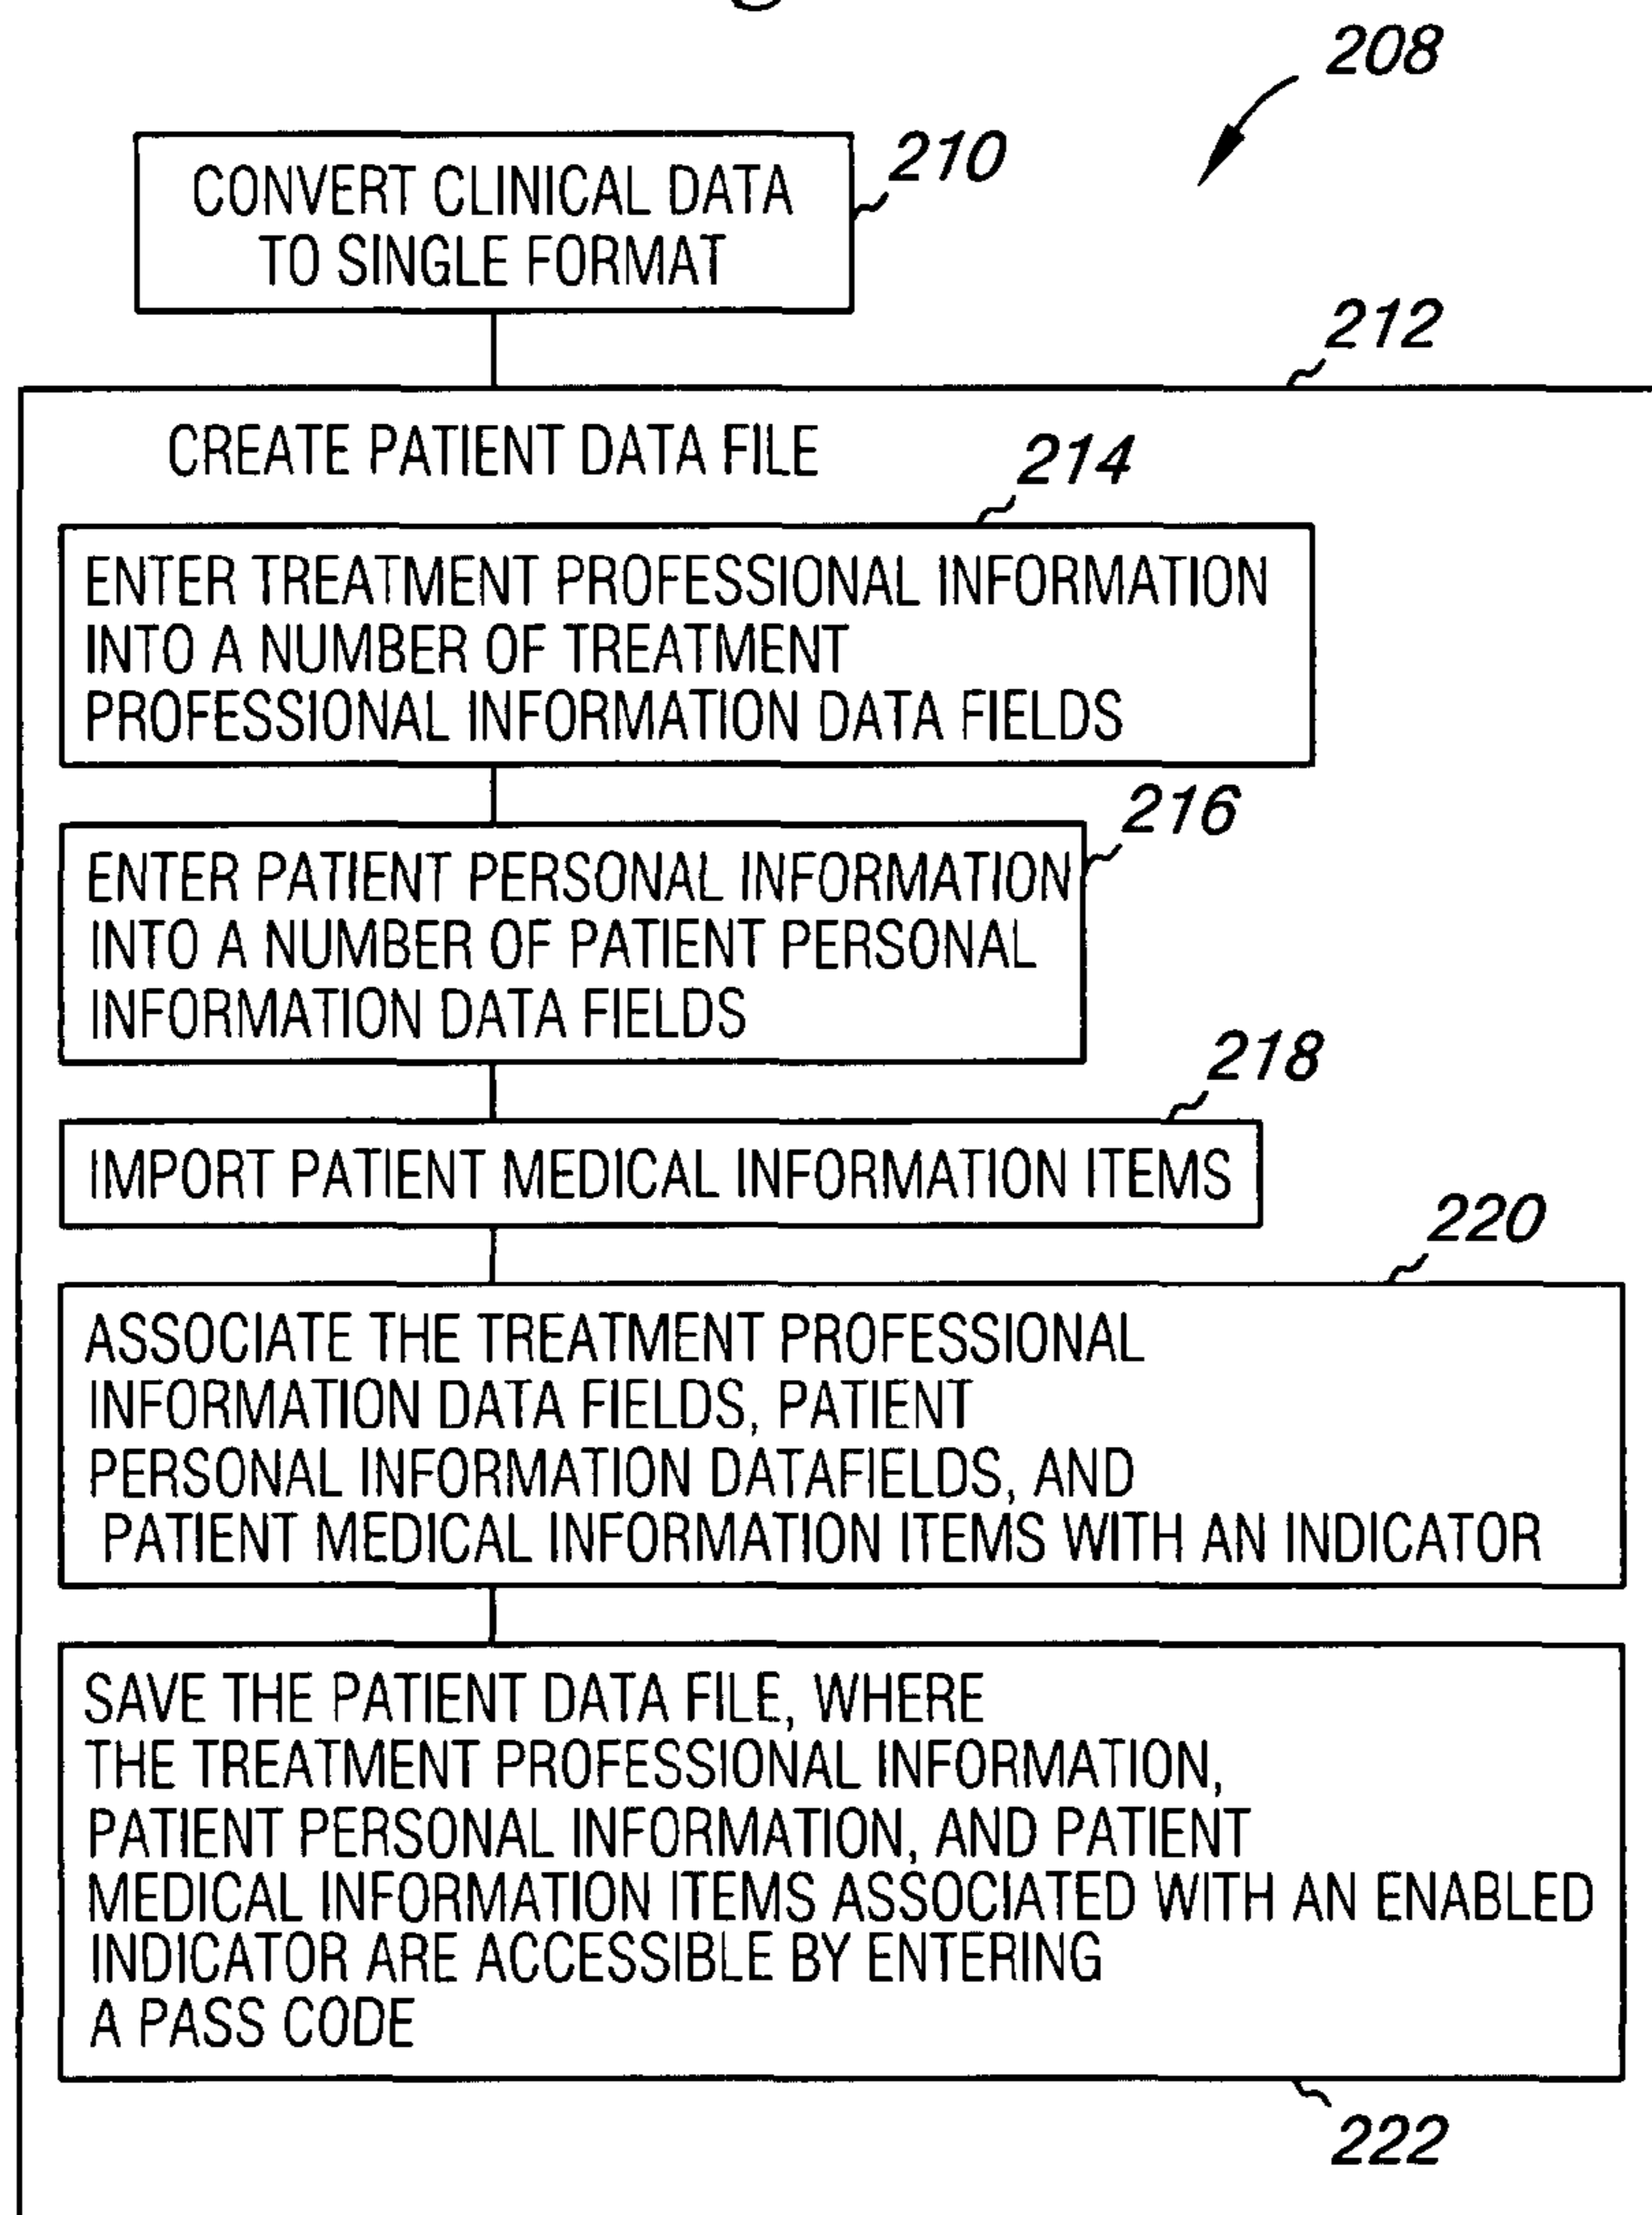 208
210
CONVERT CLINICAL DATA
TO SINGLE FORMAT
212
CREATE PATIENT DATA FILE
214
ENTER TREATMENT PROFESSIONAL INFORMATION
INTO A NUMBER OF TREATMENT
PROFESSIONAL INFORMATION DATA FIELDS
216
ENTER PATIENT PERSONAL INFORMATION
INTO A NUMBER OF PATIENT PERSONAL
INFORMATION DATA FIELDS
218
IMPORT PATIENT MEDICAL INFORMATION ITEMS
220
ASSOCIATE THE TREATMENT PROFESSIONAL
INFORMATION DATA FIELDS, PATIENT
PERSONAL INFORMATION DATAFIELDS, AND
PATIENT MEDICAL INFORMATION ITEMS WITH AN INDICATOR
SAVE THE PATIENT DATA FILE, WHERE
THE TREATMENT PROFESSIONAL INFORMATION,
PATIENT PERSONAL INFORMATION, AND PATIENT
MEDICAL INFORMATION ITEMS ASSOCIATED WITH AN ENABLED
INDICATOR ARE ACCESSIBLE BY ENTERING
A PASS CODE
222